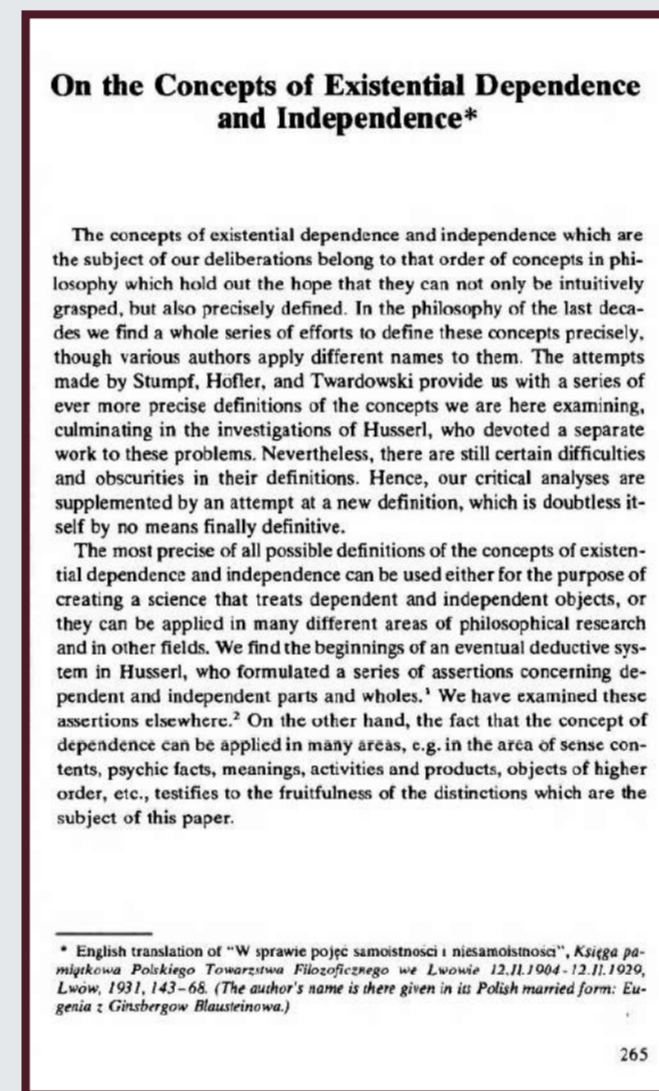 On the Concepts of Existential Dependence
and Independence*
The concepts of existential dependence and independence which are
the subject of our deliberations belong to that order of concepts in phi-
losophy which hold out the hope that they can not only be intuitively
grasped, but also precisely defined. In the philosophy of the last deca-
des we find a whole series of efforts to define these concepts precisely,
though various authors apply different names to them. The attempts
made by Stumpf, Höfler, and Twardowski provide us with a series of
ever more precise definitions of the concepts we are here examining,
culminating in the investigations of Husserl, who devoted a separate
work to these problems. Nevertheless, there are still certain difficulties
and obscurities in their definitions. Hence, our critical analyses are
supplemented by an attempt at a new definition, which is doubtless it-
self by no means finally definitive.
The most precise of all possible definitions of the concepts of existen-
tial dependence and independence can be used either for the purpose of
creating a science that treats dependent and independent objects, or
they can be applied in many different areas of philosophical research
and in other fields. We find the beginnings of an eventual deductive sys-
tem in Husserl, who formulated a series of assertions concerning de-
pendent and independent parts and wholes.¹ We have examined these
assertions elsewhere.² On the other hand, the fact that the concept of
dependence can be applied in many areas, e.g. in the area of sense con-
tents, psychic facts, meanings, activities and products, objects of higher
order, etc., testifies to the fruitfulness of the distinctions which are the
subject of this paper.
* English translation of "W sprawie pojęć samoistności i niesamoistności", Księga pa-
miątkowa Polskiego Towarzystwa Filozoficznego we Lwowie 12.II.1904-12.II.1929,
Lwów, 1931, 143–68. (The author's name is there given in its Polish married form: Eu-
genia z Ginsbergow Blausteinowa.)
265